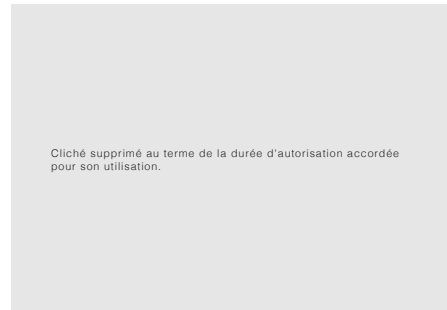 Cliché supprimé au terme de la durée d'autorisation accordée
pour son utilisation.